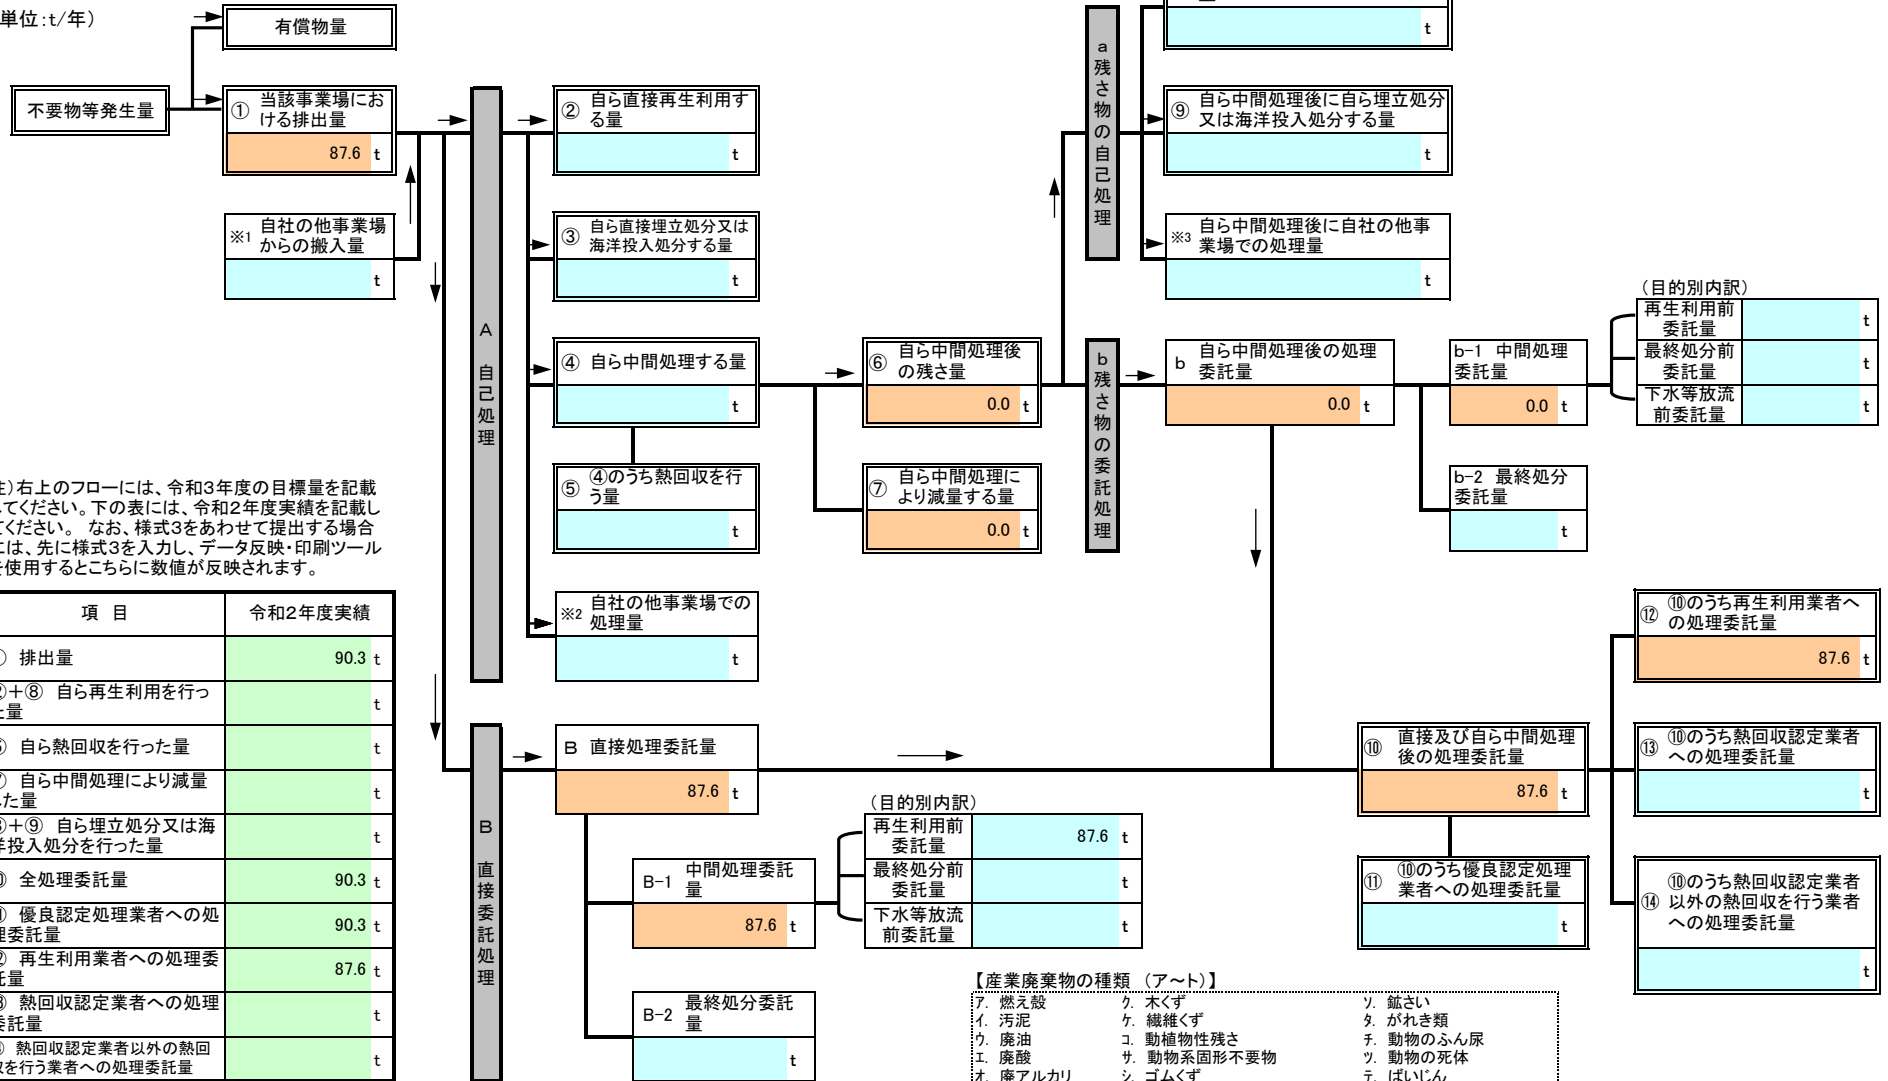 単位:t/年）
有償物量
不要物等発生量
① 当該事業場にお
ける排出量
87.6 t
※1 自社の他事業場
からの搬入量
t
A 自己処理
② 自ら直接再生利用す
る量
t
③ 自ら直接埋立処分又は
海洋投入処分する量
t
④ 自ら中間処理する量
t
⑤ ④のうち熱回収を行
う量
t
※2 自社の他事業場での
処理量
t
⑥ 自ら中間処理後
の残さ量
0.0 t
⑦ 自ら中間処理に
より減量する量
0.0 t
a 残さ物の自己処理
t
⑨ 自ら中間処理後に自ら埋立処分
又は海洋投入処分する量
t
※3 自ら中間処理後に自社の他事
業場での処理量
t
b 残さ物の委託処理
b 自ら中間処理後の処理
委託量
0.0 t
b-1 中間処理
委託量
0.0 t
(目的別内訳)
再生利用前
委託量
t
最終処分前
委託量
t
下水等放流
前委託量
t
b-2 最終処分
委託量
t
注)右上のフローには、令和3年度の目標量を記載
してください。下の表には、令和2年度実績を記載し
てください。 なお、様式3をあわせて提出する場合
には、先に様式3を入力し、データ反映・印刷ツール
を使用するとこちらに数値が反映されます。
項 目 令和2年度実績
排出量 90.3 t
②+⑧ 自ら再生利用を行っ
た量 t
自ら熱回収を行った量 t
自ら中間処理により減量
した量 t
③+⑨ 自ら埋立処分又は海
洋投入処分を行った量 t
全処理委託量 90.3 t
優良認定処理業者への処
理委託量 90.3 t
再生利用業者への処理委
託量 87.6 t
熱回収認定業者への処理
委託量 t
熱回収認定業者以外の熱回
収を行う業者への処理委託量 t
B 直接委託処理
B 直接処理委託量
87.6 t
B-1 中間処理委託
量
87.6 t
(目的別内訳)
再生利用前
委託量
87.6 t
最終処分前
委託量
t
下水等放流
前委託量
t
B-2 最終処分委託
量
t
⑩ 直接及び自ら中間処理
後の処理委託量
87.6 t
⑪ ⑩のうち優良認定処理
業者への処理委託量
t
⑫ ⑩のうち再生利用業者へ
の処理委託量
87.6 t
⑬ ⑩のうち熱回収認定業者
への処理委託量
t
⑭ ⑩のうち熱回収認定業者
以外の熱回収を行う業者
への処理委託量
t
【産業廃棄物の種類 (ア～ト)】
ア. 燃え殻 ク. 木くず ソ. 鉱さい
イ. 汚泥 ケ. 繊維くず タ. がれき類
ウ. 廃油 コ. 動植物性残さ チ. 動物のふん尿
エ. 廃酸 サ. 動物系固形不要物 ツ. 動物の死体
オ. 廃アルカリ シ. ゴムくず テ. ばいじん